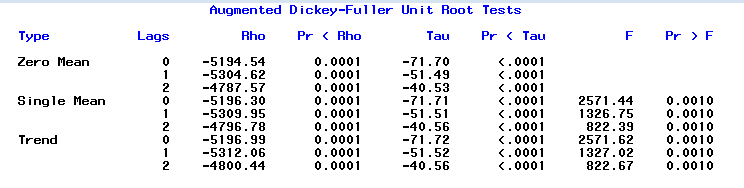 Augmented Dickey-Fuller Unit Root Tests
Type Lags Rho Pr < Rho Tau Pr < Tau F Pr > F
Zero Mean 0 -5194.54 0.0001 -71.70 <.0001
1 -5304.62 0.0001 -51.49 <.0001
2 -4787.57 0.0001 -40.53 <.0001
Single Mean 0 -5196.30 0.0001 -71.71 <.0001 2571.44 0.0010
1 -5309.95 0.0001 -51.51 <.0001 1326.75 0.0010
2 -4796.78 0.0001 -40.56 <.0001 822.39 0.0010
Trend 0 -5196.99 0.0001 -71.72 <.0001 2571.62 0.0010
1 -5312.06 0.0001 -51.52 <.0001 1327.02 0.0010
2 -4800.44 0.0001 -40.56 <.0001 822.67 0.0010